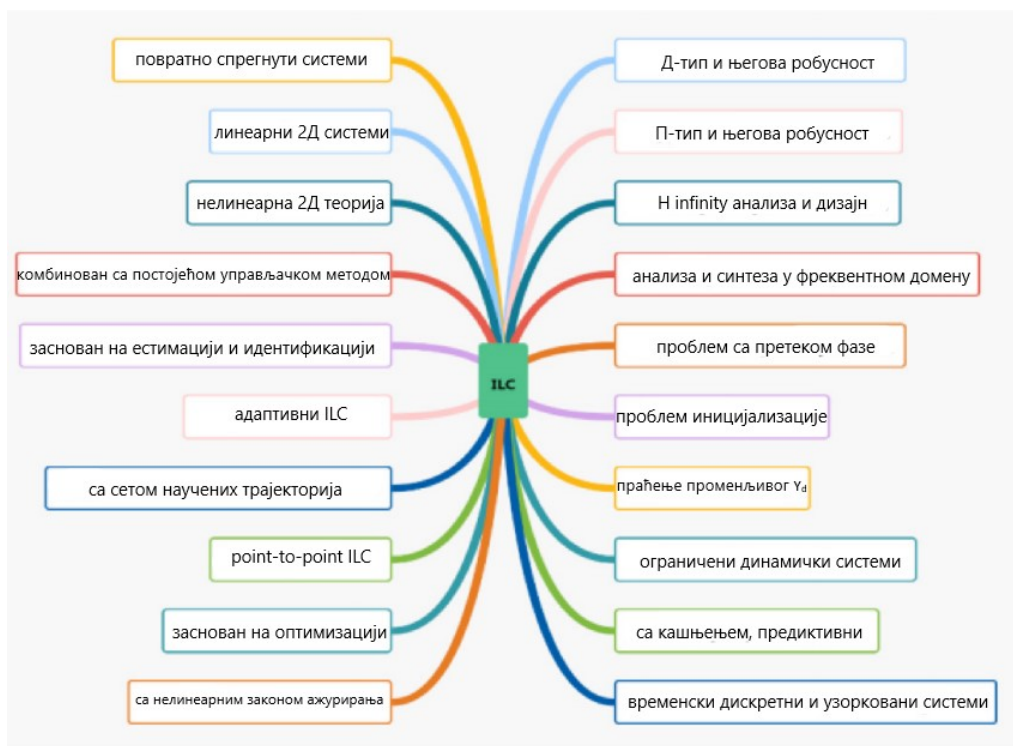 повратно спрегнути системи
линеарни 2Д системи
нелинеарна 2Д теорија
комбинован са постојећом управљачком методом
заснован на естимацији и идентификацији
адаптивни ILC
са сетом научених трајекторија
point-to-point ILC
заснован на оптимизацији
са нелинеарним законом ажурирања
ILC
Д-тип и његова робусност
П-тип и његова робусност
H infinity анализа и дизајн
анализа и синтеза у фреквентном домену
проблем са претеком фазе
проблем иницијализације
праћење променљивог Y_d
ограничени динамички системи
са кашњењем, предиктивни
временски дискретни и узорковани системи